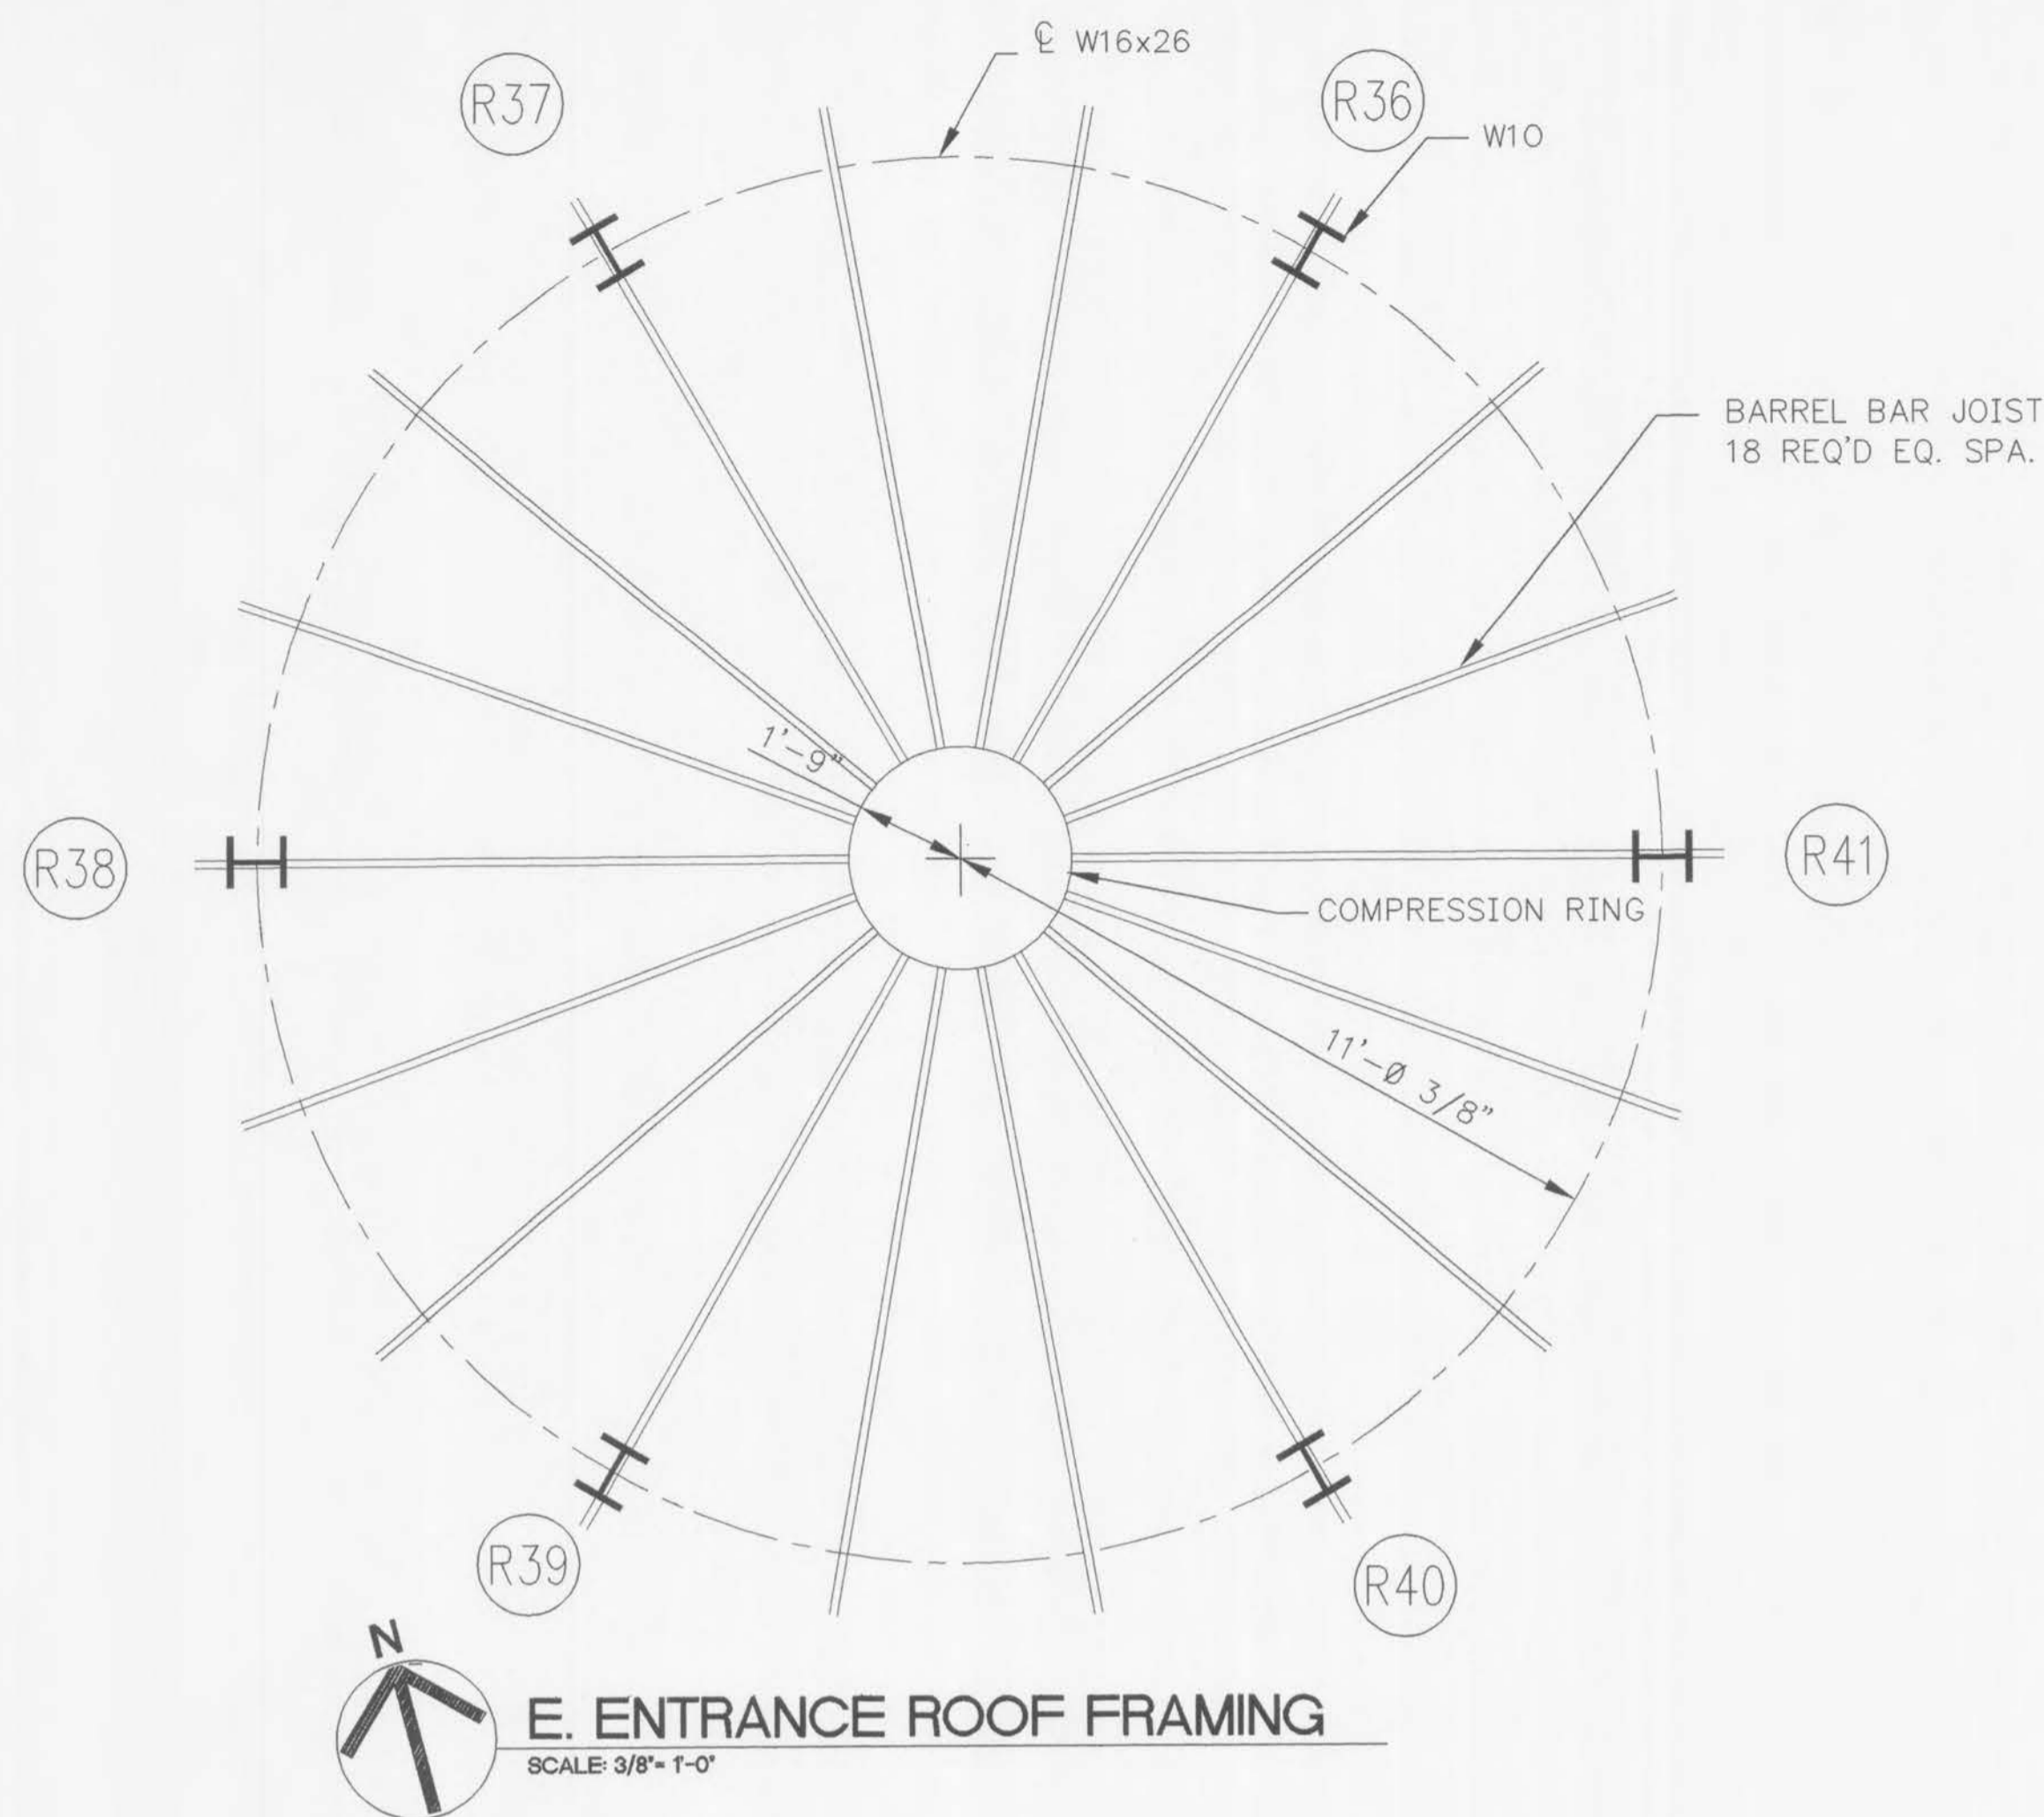 ℄ W16x26
R37
R36
W10
BARREL BAR JOIST
18 REQ'D EQ. SPA.
1'-9"
R38
R41
COMPRESSION RING
11'-Ø 3/8"
R39
R40
N
E. ENTRANCE ROOF FRAMING
SCALE: 3/8"= 1'-0"